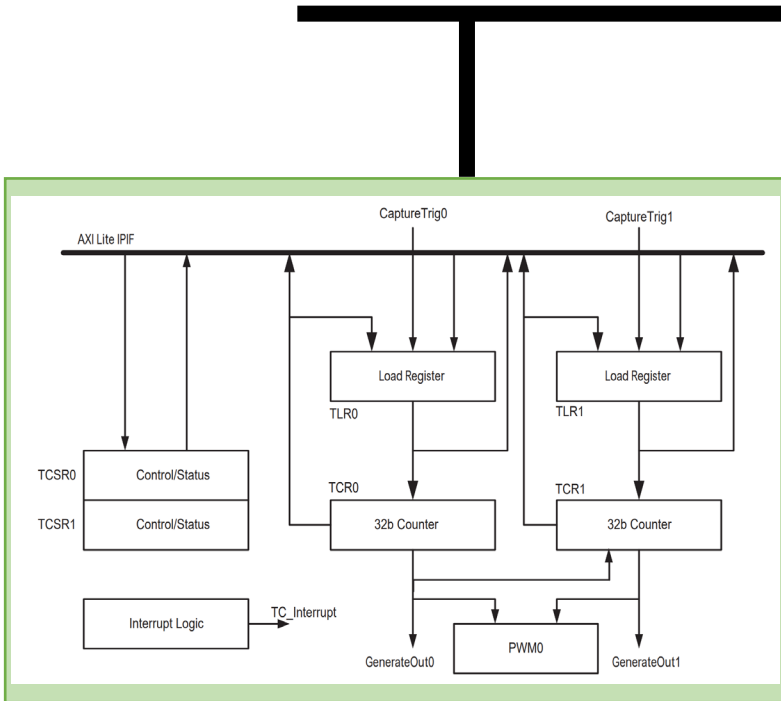 CaptureTrig0
CaptureTrig1
AXI Lite IPIF
Load Register
Load Register
TLR0
TLR1
TCSR0
Control/Status
TCR0
TCR1
TCSR1
Control/Status
32b Counter
32b Counter
Interrupt Logic
TC_Interrupt
PWM0
GenerateOut0
GenerateOut1